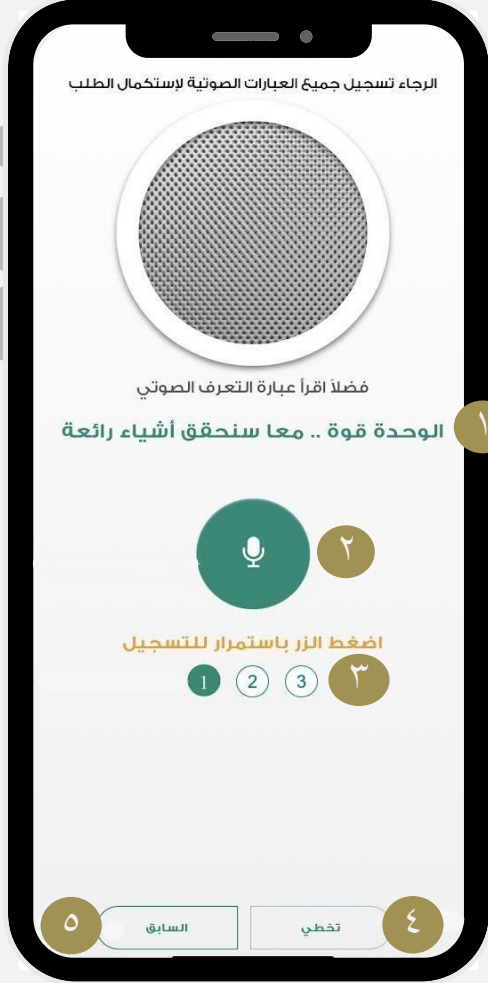 الرجاء تسجيل جميع العبارات الصوتية لإستكمال الطلب
فضلاً اقرأ عبارة التعرف الصوتي
الوحدة قوة .. معا سنحقق أشياء رائعة
١
٢
اضغط الزر باستمرار للتسجيل
1 2 3
٣
تخطي
٤
السابق
٥